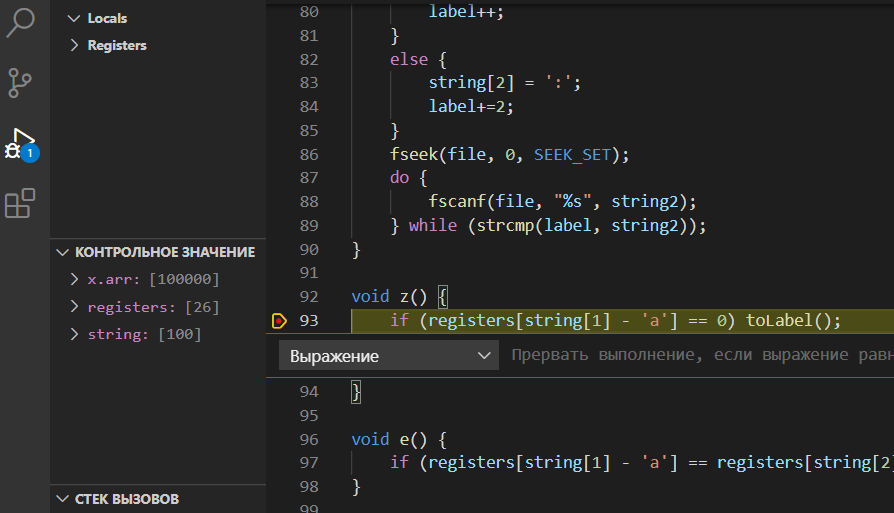 Locals
Registers
КОНТРОЛЬНОЕ ЗНАЧЕНИЕ
x.arr: [100000]
registers: [26]
string: [100]
СТЕК ВЫЗОВОВ
1
80 label++;
81 }
82 else {
83 string[2] = ':';
84 label+=2;
85 }
86 fseek(file, 0, SEEK_SET);
87 do {
88 fscanf(file, "%s", string2);
89 } while (strcmp(label, string2));
90 }
91
92 void z() {
93 if (registers[string[1] - 'a'] == 0) toLabel();
Выражение Прервать выполнение, если выражение равн
94 }
95
96 void e() {
97 if (registers[string[1] - 'a'] == registers[string[2]
98 }
99